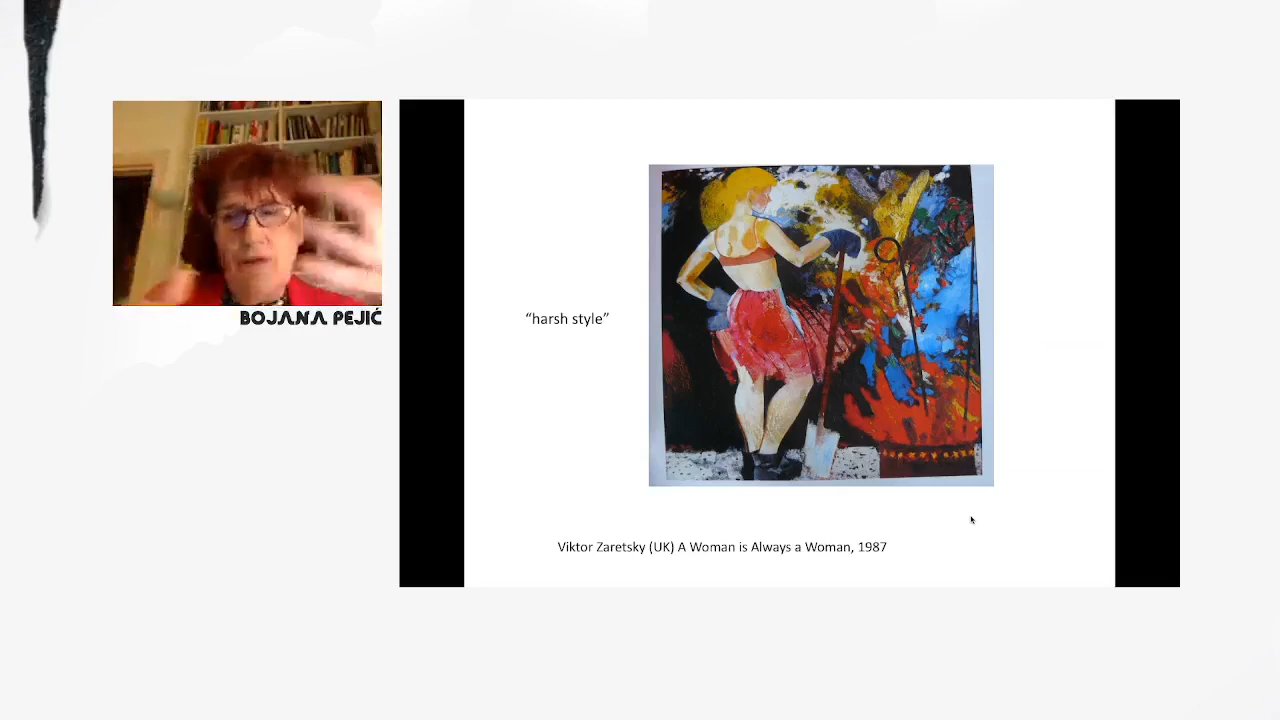 BOJANA PEJIĆ
“harsh style”
Viktor Zaretsky (UK) A Woman is Always a Woman, 1987